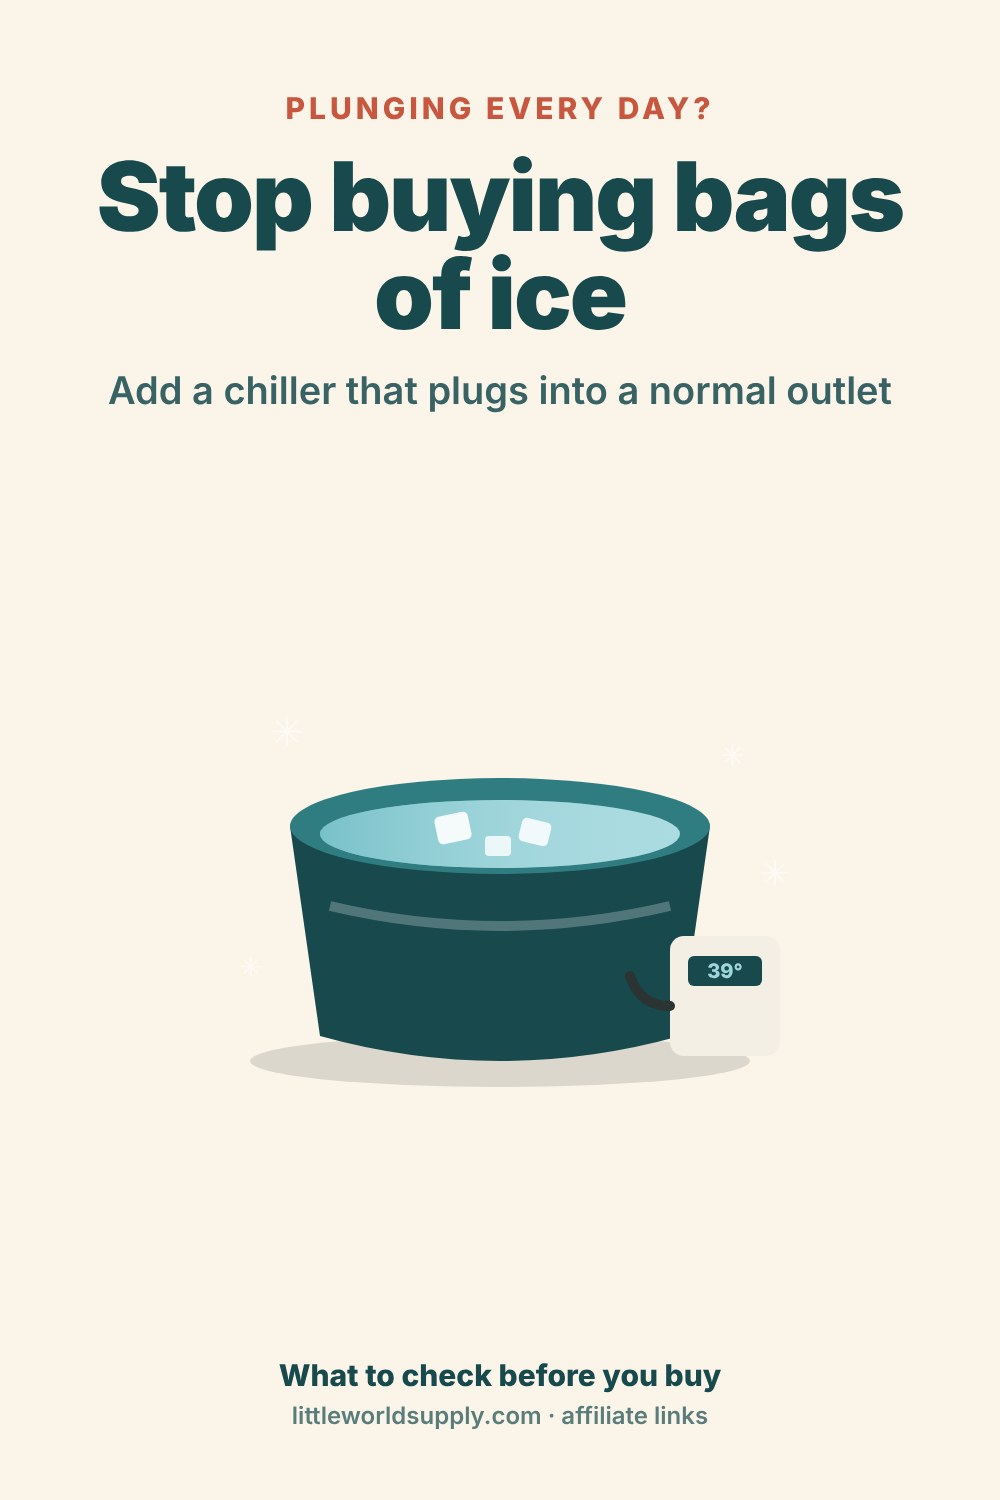 PLUNGING EVERY DAY?
Stop buying bags
of ice
Add a chiller that plugs into a normal outlet
39°
What to check before you buy
littleworldsupply.com · affiliate links